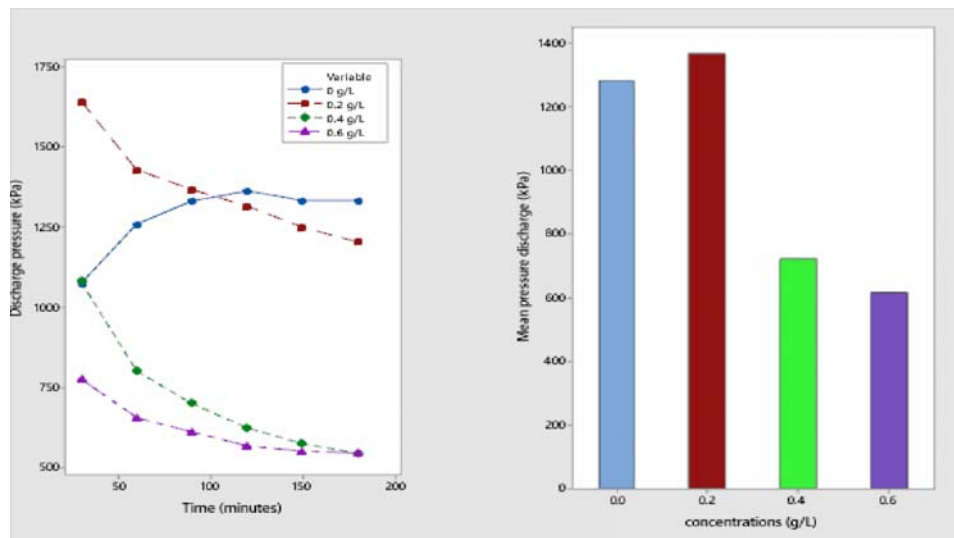 Discharge pressure (kPa)
1750
1500
1250
1000
750
500
50
100
150
200
Time (minutes)
Variable
0 g/L
0.2 g/L
0.4 g/L
0.6 g/L
Mean pressure discharge (kPa)
1400
1200
1000
800
600
400
200
0
0.0
0.2
0.4
0.6
concentrations (g/L)